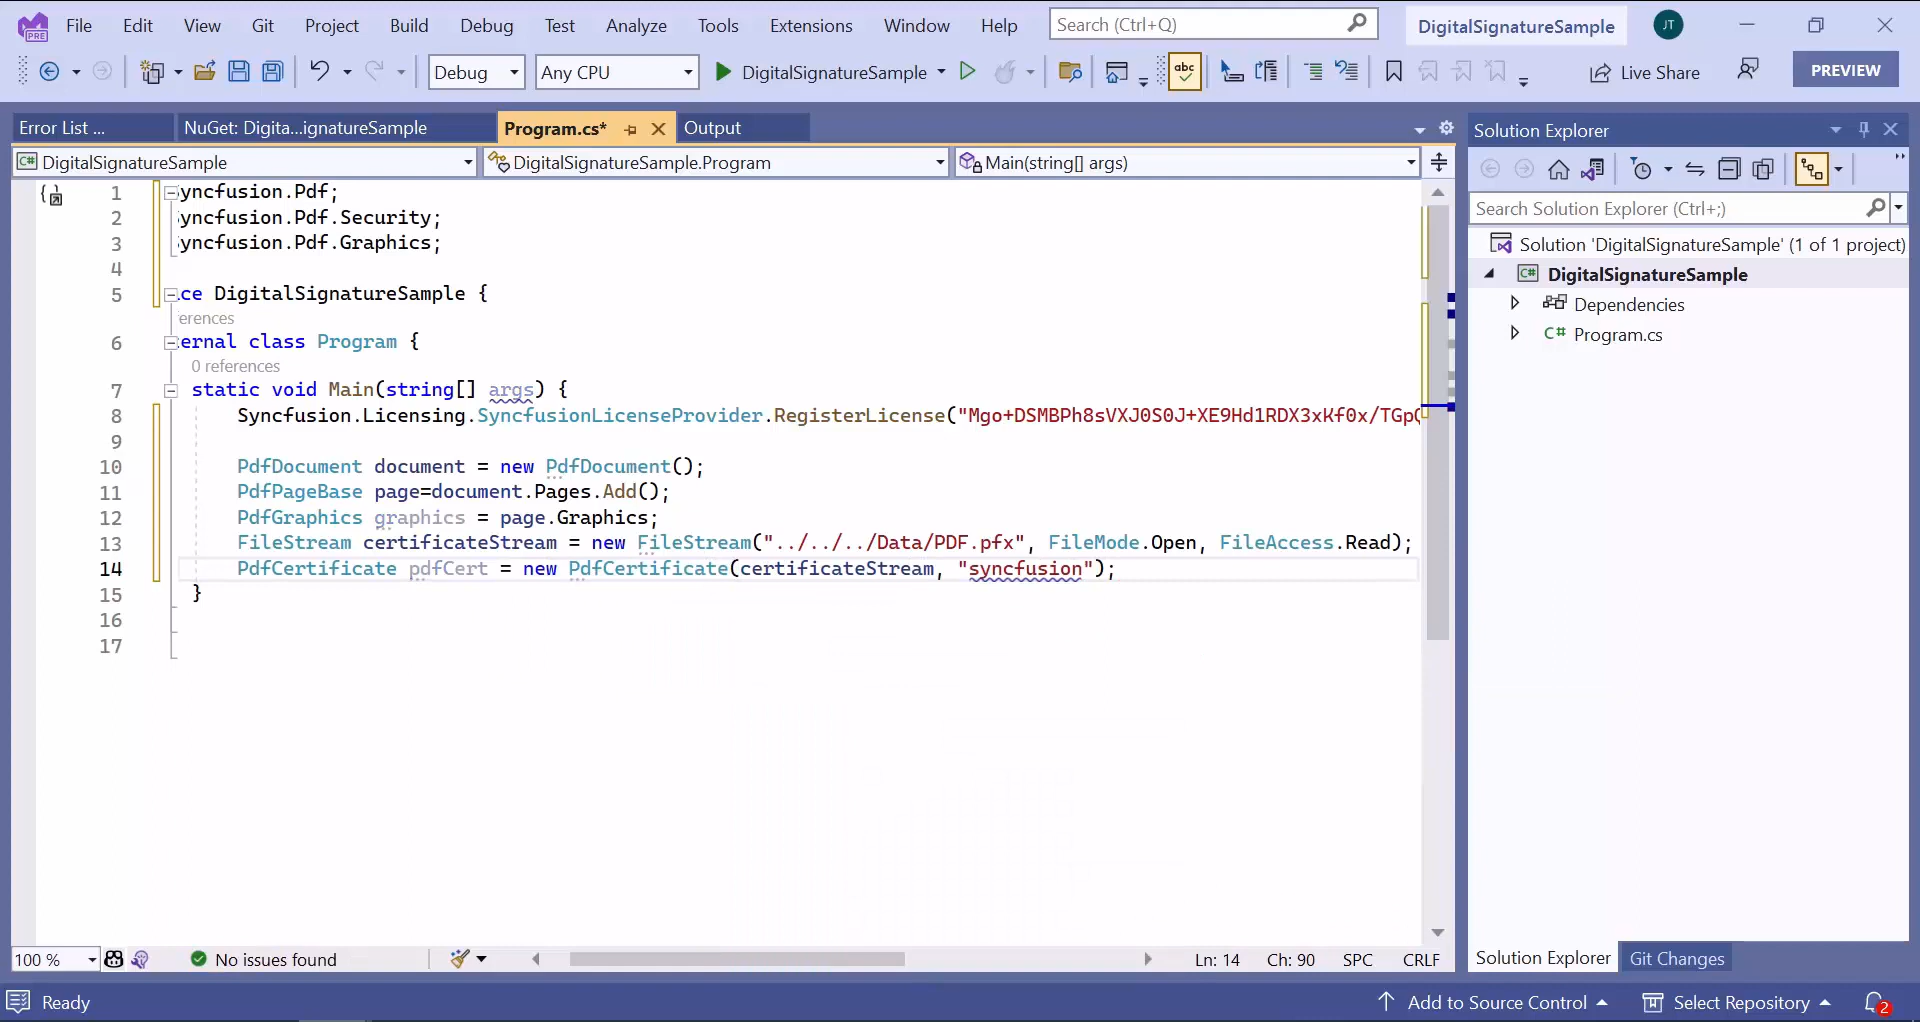 File Edit View Git Project Build Debug Test Analyze Tools Extensions Window Help Search (Ctrl+Q) DigitalSignatureSample JT
PRE
Debug Any CPU DigitalSignatureSample abc Live Share PREVIEW
Error List ... NuGet: Digita...ignatureSample Program.cs* Output
C# DigitalSignatureSample DigitalSignatureSample.Program Main(string[] args)
1 yncfusion.Pdf;
2 yncfusion.Pdf.Security;
3 yncfusion.Pdf.Graphics;
4
5 ce DigitalSignatureSample {
erences
6 ernal class Program {
0 references
7 static void Main(string[] args) {
8 Syncfusion.Licensing.SyncfusionLicenseProvider.RegisterLicense("Mgo+DSMBPh8sVXJ0S0J+XE9Hd1RDX3xKf0x/TGpQ
9
10 PdfDocument document = new PdfDocument();
11 PdfPageBase page=document.Pages.Add();
12 PdfGraphics graphics = page.Graphics;
13 FileStream certificateStream = new FileStream("../../../Data/PDF.pfx", FileMode.Open, FileAccess.Read);
14 PdfCertificate pdfCert = new PdfCertificate(certificateStream, "syncfusion");
15 }
16
17
100 % No issues found Ln: 14 Ch: 90 SPC CRLF
Solution Explorer
Search Solution Explorer (Ctrl+;)
Solution 'DigitalSignatureSample' (1 of 1 project)
C# DigitalSignatureSample
Dependencies
C# Program.cs
Solution Explorer Git Changes
Ready Add to Source Control Select Repository 2